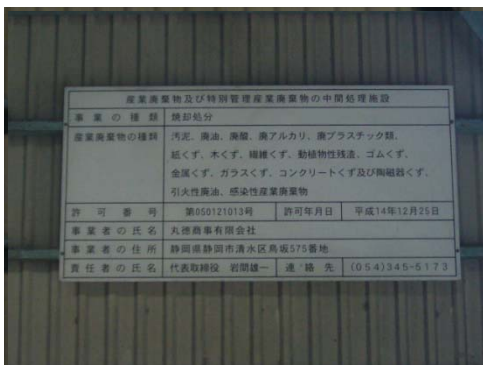 産業廃棄物及び特別管理産業廃棄物の中間処理施設
事業の種類 焼却処分
産業廃棄物の種類 汚泥、廃油、廃酸、廃アルカリ、廃プラスチック類、
紙くず、木くず、繊維くず、動植物性残渣、ゴムくず、
金属くず、ガラスくず、コンクリートくず及び陶磁器くず、
引火性廃油、感染性産業廃棄物
許可番号 第050121013号 許可年月日 平成14年12月25日
事業者の氏名 丸徳商事有限会社
事業者の住所 静岡県静岡市清水区鳥坂575番地
責任者の氏名 代表取締役 岩間雄一 連絡先 (054)345-5173